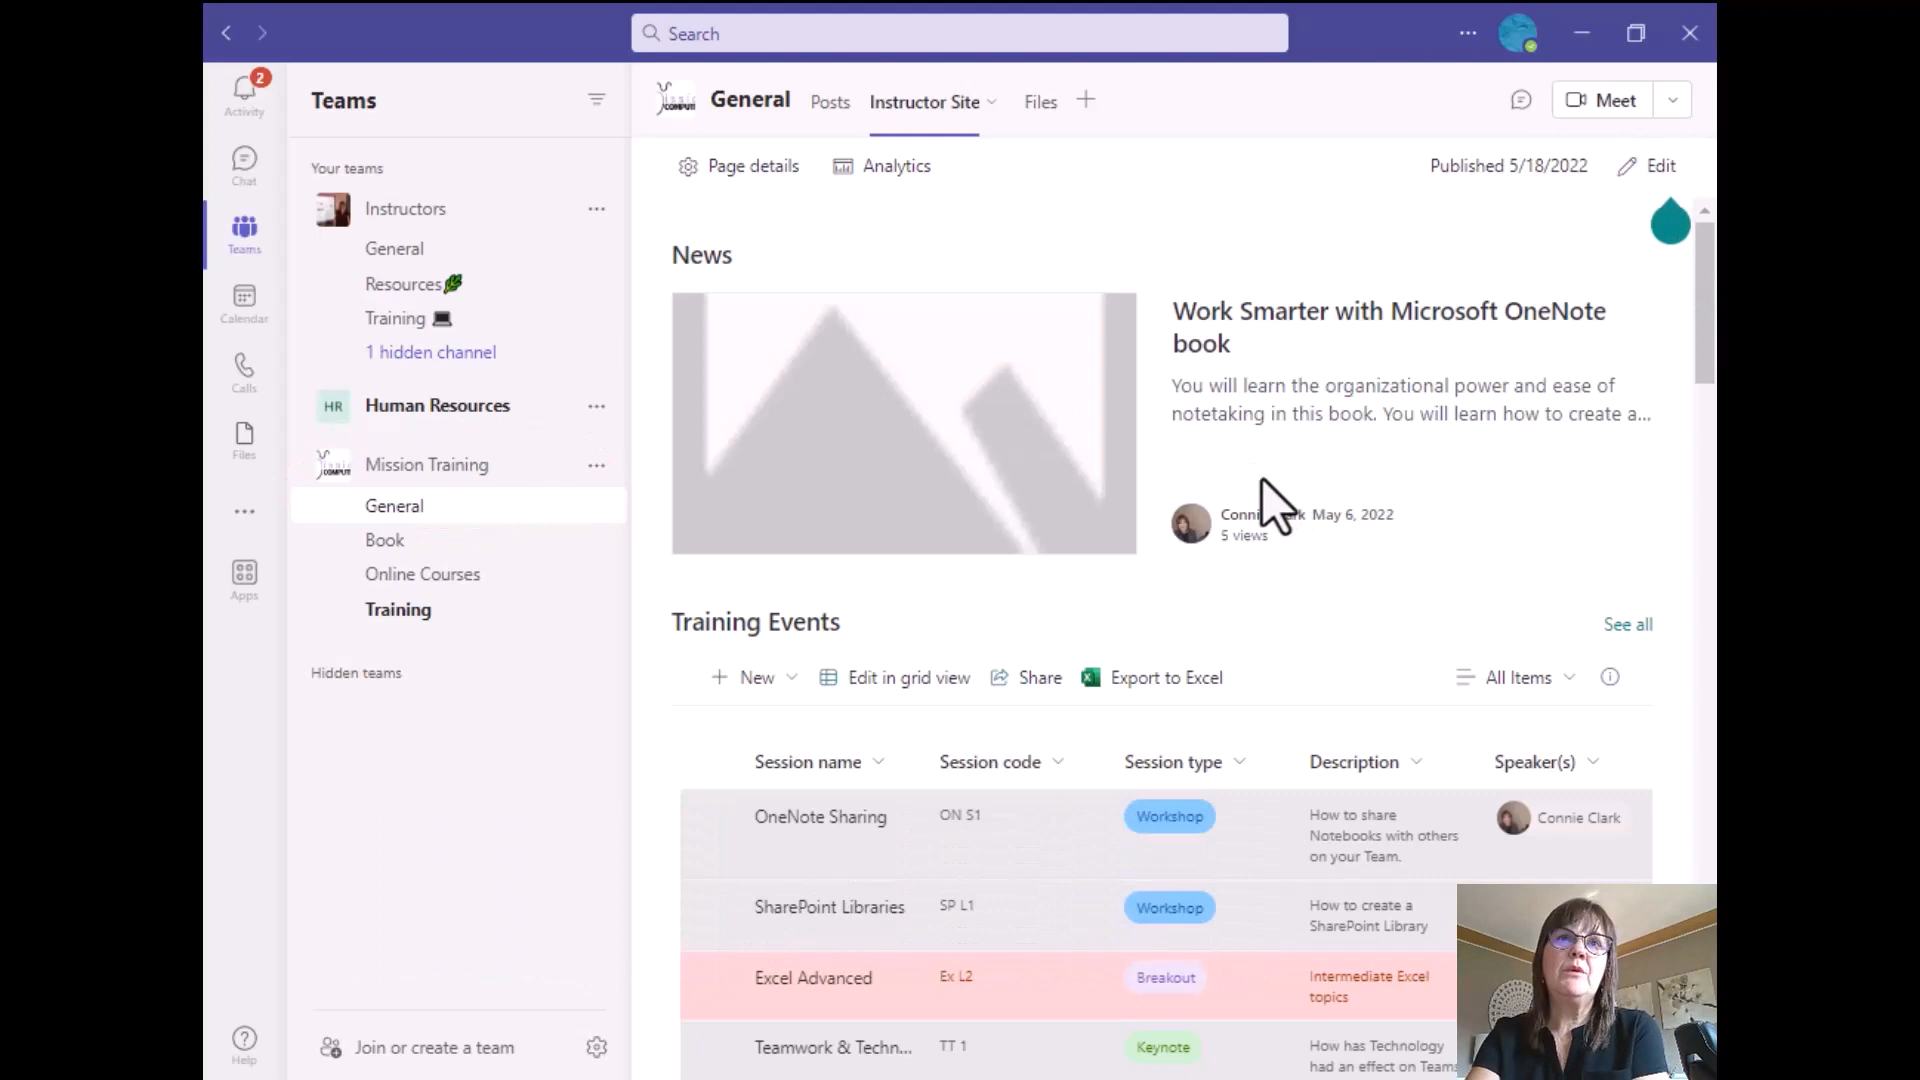 Search
2
Activity
Chat
Teams
Calendar
Calls
Files
Apps
Help
Teams
Your teams
Instructors
General
Resources
Training
1 hidden channel
HR
Human Resources
Mission Training
General
Book
Online Courses
Training
Hidden teams
Join or create a team
General
Posts
Instructor Site
Files
Meet
Page details
Analytics
Published 5/18/2022
Edit
News
Work Smarter with Microsoft OneNote
book
You will learn the organizational power and ease of
notetaking in this book. You will learn how to create a...
May 6, 2022
5 views
Training Events
See all
New
Edit in grid view
Share
Export to Excel
All Items
Session name
Session code
Session type
Description
Speaker(s)
OneNote Sharing
ON S1
Workshop
How to share
Notebooks with others
on your Team.
Connie Clark
SharePoint Libraries
SP L1
Workshop
How to create a
SharePoint Library
Excel Advanced
Ex L2
Breakout
Intermediate Excel
topics
Teamwork & Techn...
TT 1
Keynote
How has Technology
had an effect on